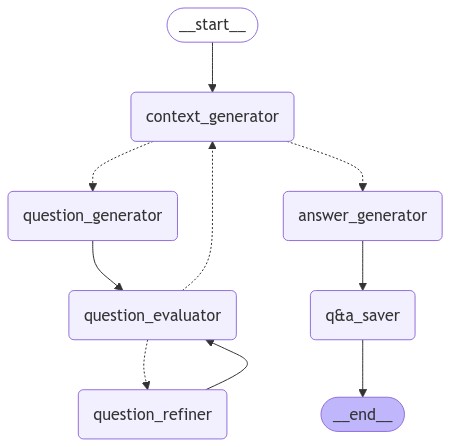 __start__
context_generator
question_generator
answer_generator
question_evaluator
q&a_saver
question_refiner
__end__